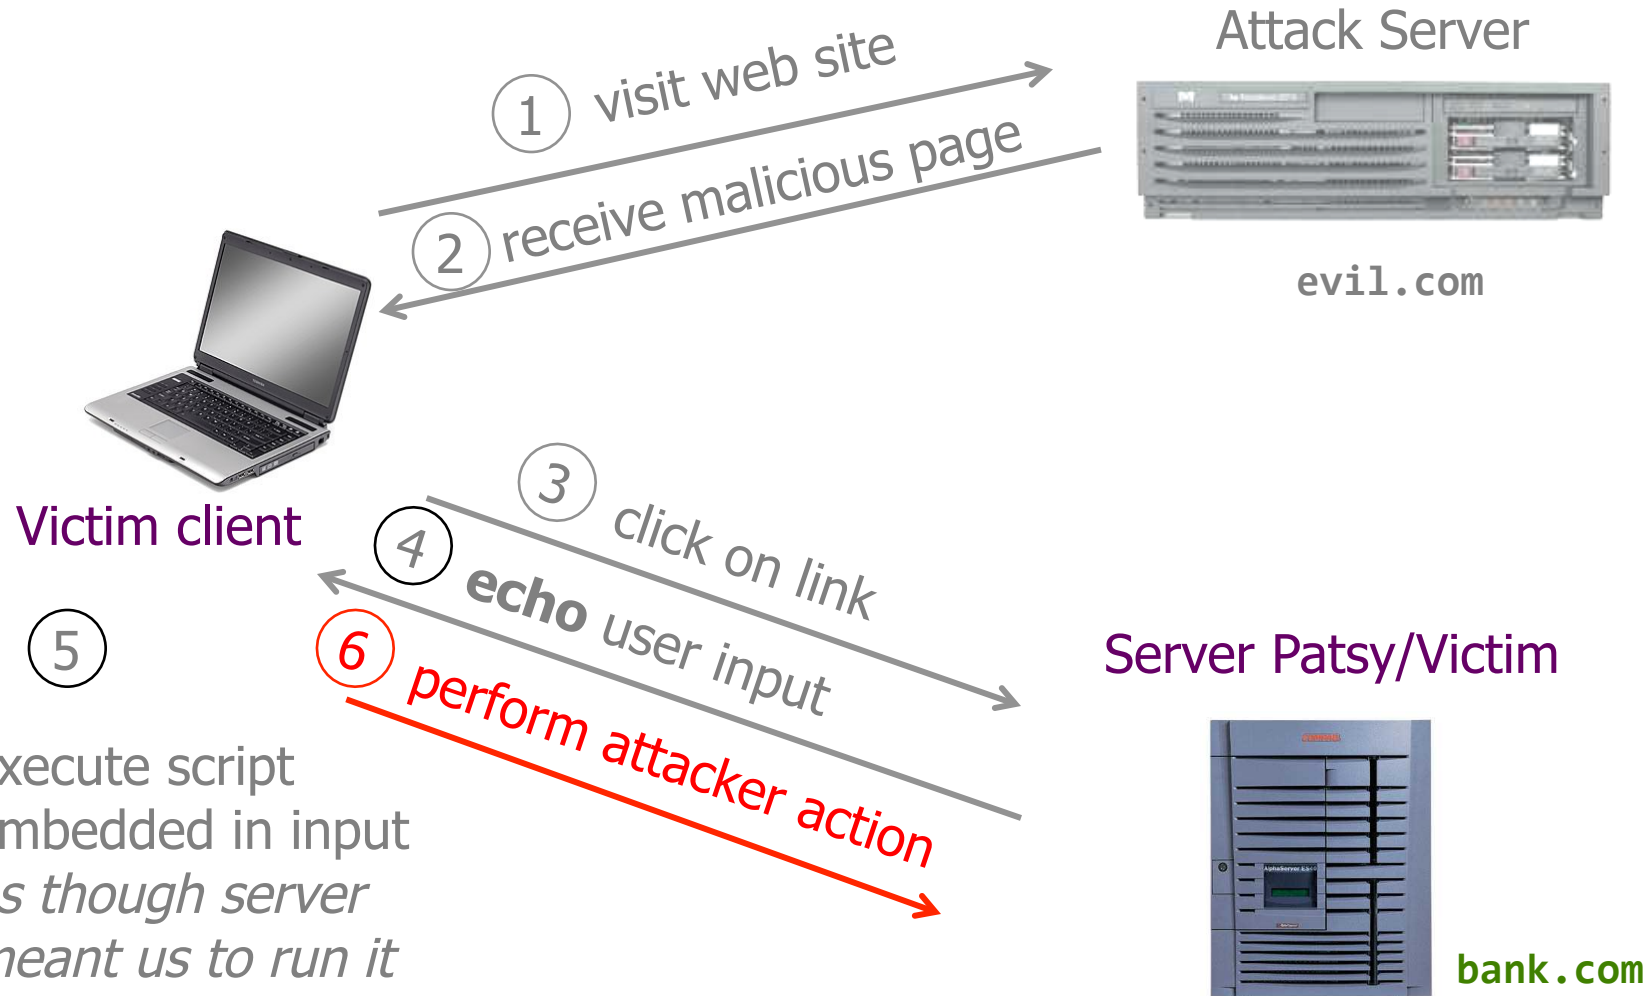 Attack Server
1 visit web site
2 receive malicious page
evil.com
Victim client
3 click on link
4 echo user input
5
6 perform attacker action
Server Patsy/Victim
xecute script
mbedded in input
s though server
meant us to run it
AlphaServer
bank.com